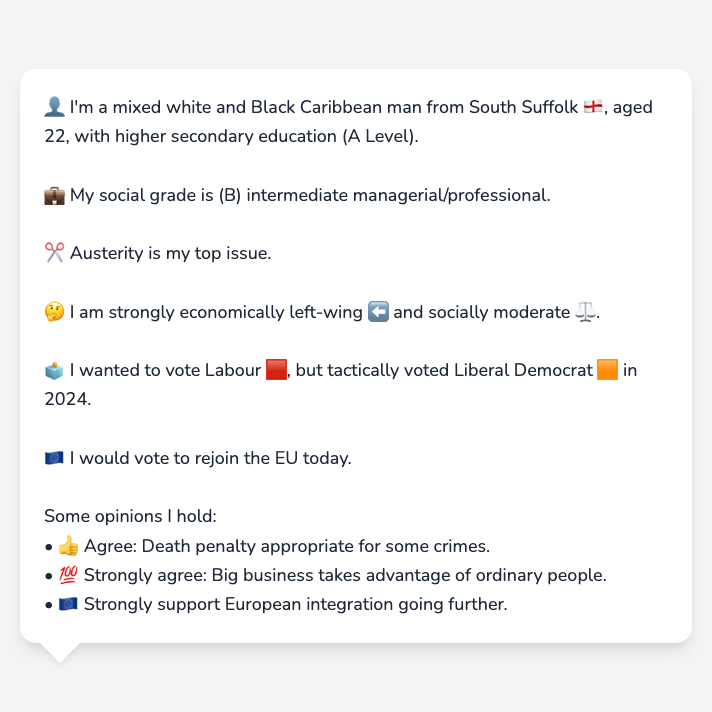 👤 I'm a mixed white and Black Caribbean man from South Suffolk 🏴󠁧󠁢󠁥󠁮󠁧󠁿, aged
22, with higher secondary education (A Level).
💼 My social grade is (B) intermediate managerial/professional.
✂️ Austerity is my top issue.
🤔 I am strongly economically left-wing ⬅️ and socially moderate ⚖️.
🗳️ I wanted to vote Labour 🟥, but tactically voted Liberal Democrat 🟧 in
2024.
🇪🇺 I would vote to rejoin the EU today.
Some opinions I hold:
• 👍 Agree: Death penalty appropriate for some crimes.
• 💯 Strongly agree: Big business takes advantage of ordinary people.
• 🇪🇺 Strongly support European integration going further.